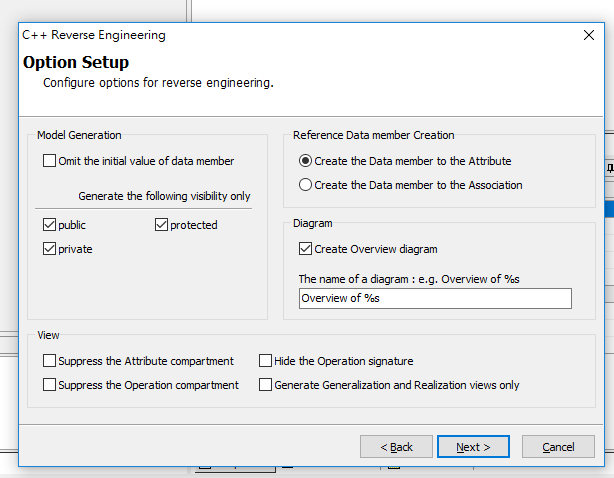 C++ Reverse Engineering
Option Setup
Configure options for reverse engineering.
Model Generation
Omit the initial value of data member
Generate the following visibility only
public
protected
private
Reference Data member Creation
Create the Data member to the Attribute
Create the Data member to the Association
Diagram
Create Overview diagram
The name of a diagram : e.g. Overview of %s
Overview of %s
View
Suppress the Attribute compartment
Hide the Operation signature
Suppress the Operation compartment
Generate Generalization and Realization views only
< Back
Next >
Cancel